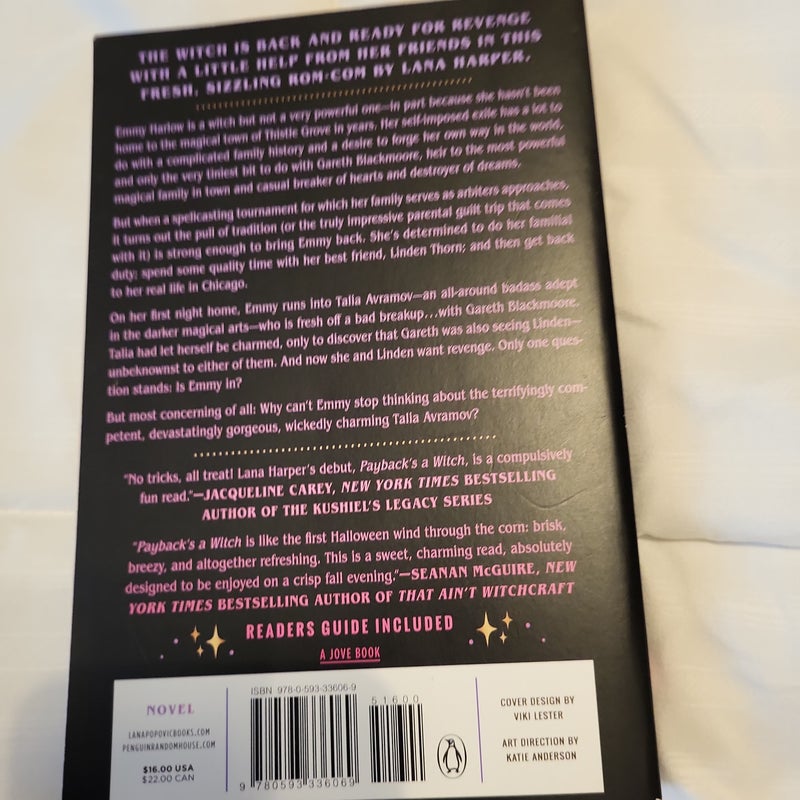 THE WITCH IS BACK AND READY FOR REVENGE
WITH A LITTLE HELP FROM HER FRIENDS IN THIS
FRESH, SIZZLING ROM-COM BY LANA HARPER.
Emmy Harlow is a witch but not a very powerful one—in part because she hasn't been
home to the magical town of Thistle Grove in years. Her self-imposed exile has a lot to
do with a complicated family history and a desire to forge her own way in the world,
and only the very tiniest bit to do with Gareth Blackmoore, heir to the most powerful
magical family in town and casual breaker of hearts and destroyer of dreams.
But when a spellcasting tournament for which her family serves as arbiters approaches,
it turns out the pull of tradition (or the truly impressive parental guilt trip that comes
with it) is strong enough to bring Emmy back. She's determined to do her familial
duty; spend some quality time with her best friend, Linden Thorn; and then get back
to her real life in Chicago.
On her first night home, Emmy runs into Talia Avramov—an all-around badass adept
in the darker magical arts—who is fresh off a bad breakup...with Gareth Blackmoore.
Talia had let herself be charmed, only to discover that Gareth was also seeing Linden—
unbeknownst to either of them. And now she and Linden want revenge. Only one ques-
tion stands: Is Emmy in?
But most concerning of all: Why can't Emmy stop thinking about the terrifyingly com-
petent, devastatingly gorgeous, wickedly charming Talia Avramov?
"No tricks, all treat! Lana Harper's debut, Payback's a Witch, is a compulsively
fun read."—JACQUELINE CAREY, NEW YORK TIMES BESTSELLING
AUTHOR OF THE KUSHIEL'S LEGACY SERIES
"Payback's a Witch is like the first Halloween wind through the corn: brisk,
breezy, and altogether refreshing. This is a sweet, charming read, absolutely
designed to be enjoyed on a crisp fall evening."—SEANAN McGUIRE, NEW
YORK TIMES BESTSELLING AUTHOR OF THAT AIN'T WITCHCRAFT
READERS GUIDE INCLUDED
A JOVE BOOK
NOVEL
LANAPOPOVICBOOKS.COM
PENGUINRANDOMHOUSE.COM
$16.00 USA
$22.00 CAN
ISBN 978-0-593-33606-9
51600
9 780593 336069
COVER DESIGN BY
VIKI LESTER
ART DIRECTION BY
KATIE ANDERSON